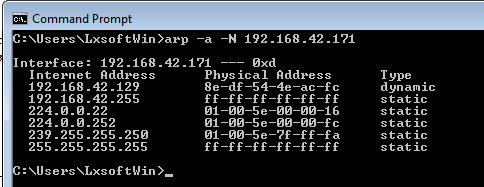 Command Prompt
C:\Users\LxsoftWin>arp -a -N 192.168.42.171
Interface: 192.168.42.171 --- 0xd
Internet Address Physical Address Type
192.168.42.129 8e-df-54-4e-ac-fc dynamic
192.168.42.255 ff-ff-ff-ff-ff-ff static
224.0.0.22 01-00-5e-00-00-16 static
224.0.0.252 01-00-5e-00-00-fc static
239.255.255.250 01-00-5e-7f-ff-fa static
255.255.255.255 ff-ff-ff-ff-ff-ff static
C:\Users\LxsoftWin>_